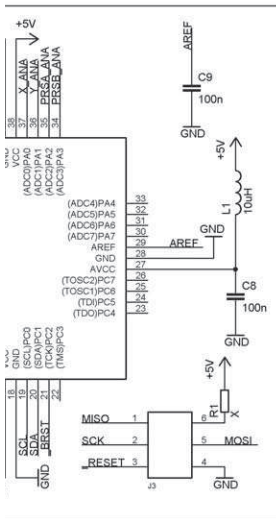 +5V
AREF
X_ANA
Y_ANA
PRSA_ANA
PRSB_ANA
38
37
36
35
34
GND
VCC
(ADC0)PA0
(ADC1)PA1
(ADC2)PA2
(ADC3)PA3
C9
100n
GND
+5V
(ADC4)PA4 33
(ADC5)PA5 32
(ADC6)PA6 31
(ADC7)PA7 30
AREF 29 AREF
GND 28
AVCC 27
(TOSC2)PC7 26
(TOSC1)PC6 25
(TDI)PC5 24
(TDO)PC4 23
GND
L1
10uH
C8
100n
GND
VCC
GND
(SCL)PC0
(SDA)PC1
(TCK)PC2
(TMS)PC3
18
19
20
21
22
SCL
SDA
BRST
GND
+5V
R1
X
MISO 1
SCK 2
RESET 3
6
5 MOSI
4
GND
J3